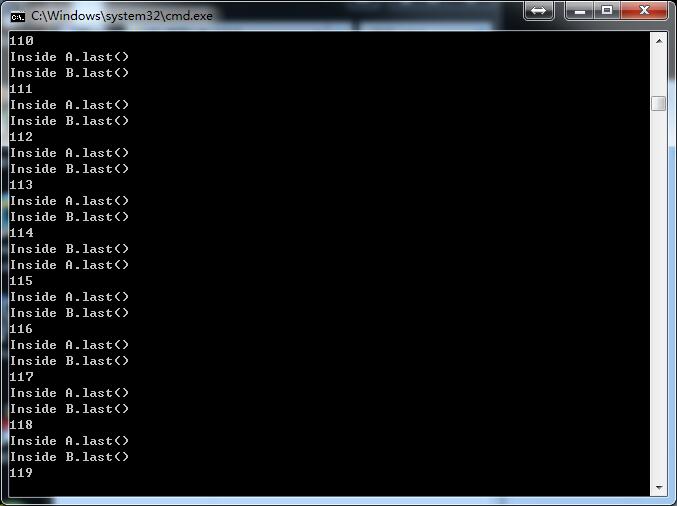 C:\Windows\system32\cmd.exe
110
Inside A.last()
Inside B.last()
111
Inside A.last()
Inside B.last()
112
Inside A.last()
Inside B.last()
113
Inside A.last()
Inside B.last()
114
Inside B.last()
Inside A.last()
115
Inside A.last()
Inside B.last()
116
Inside A.last()
Inside B.last()
117
Inside A.last()
Inside B.last()
118
Inside A.last()
Inside B.last()
119